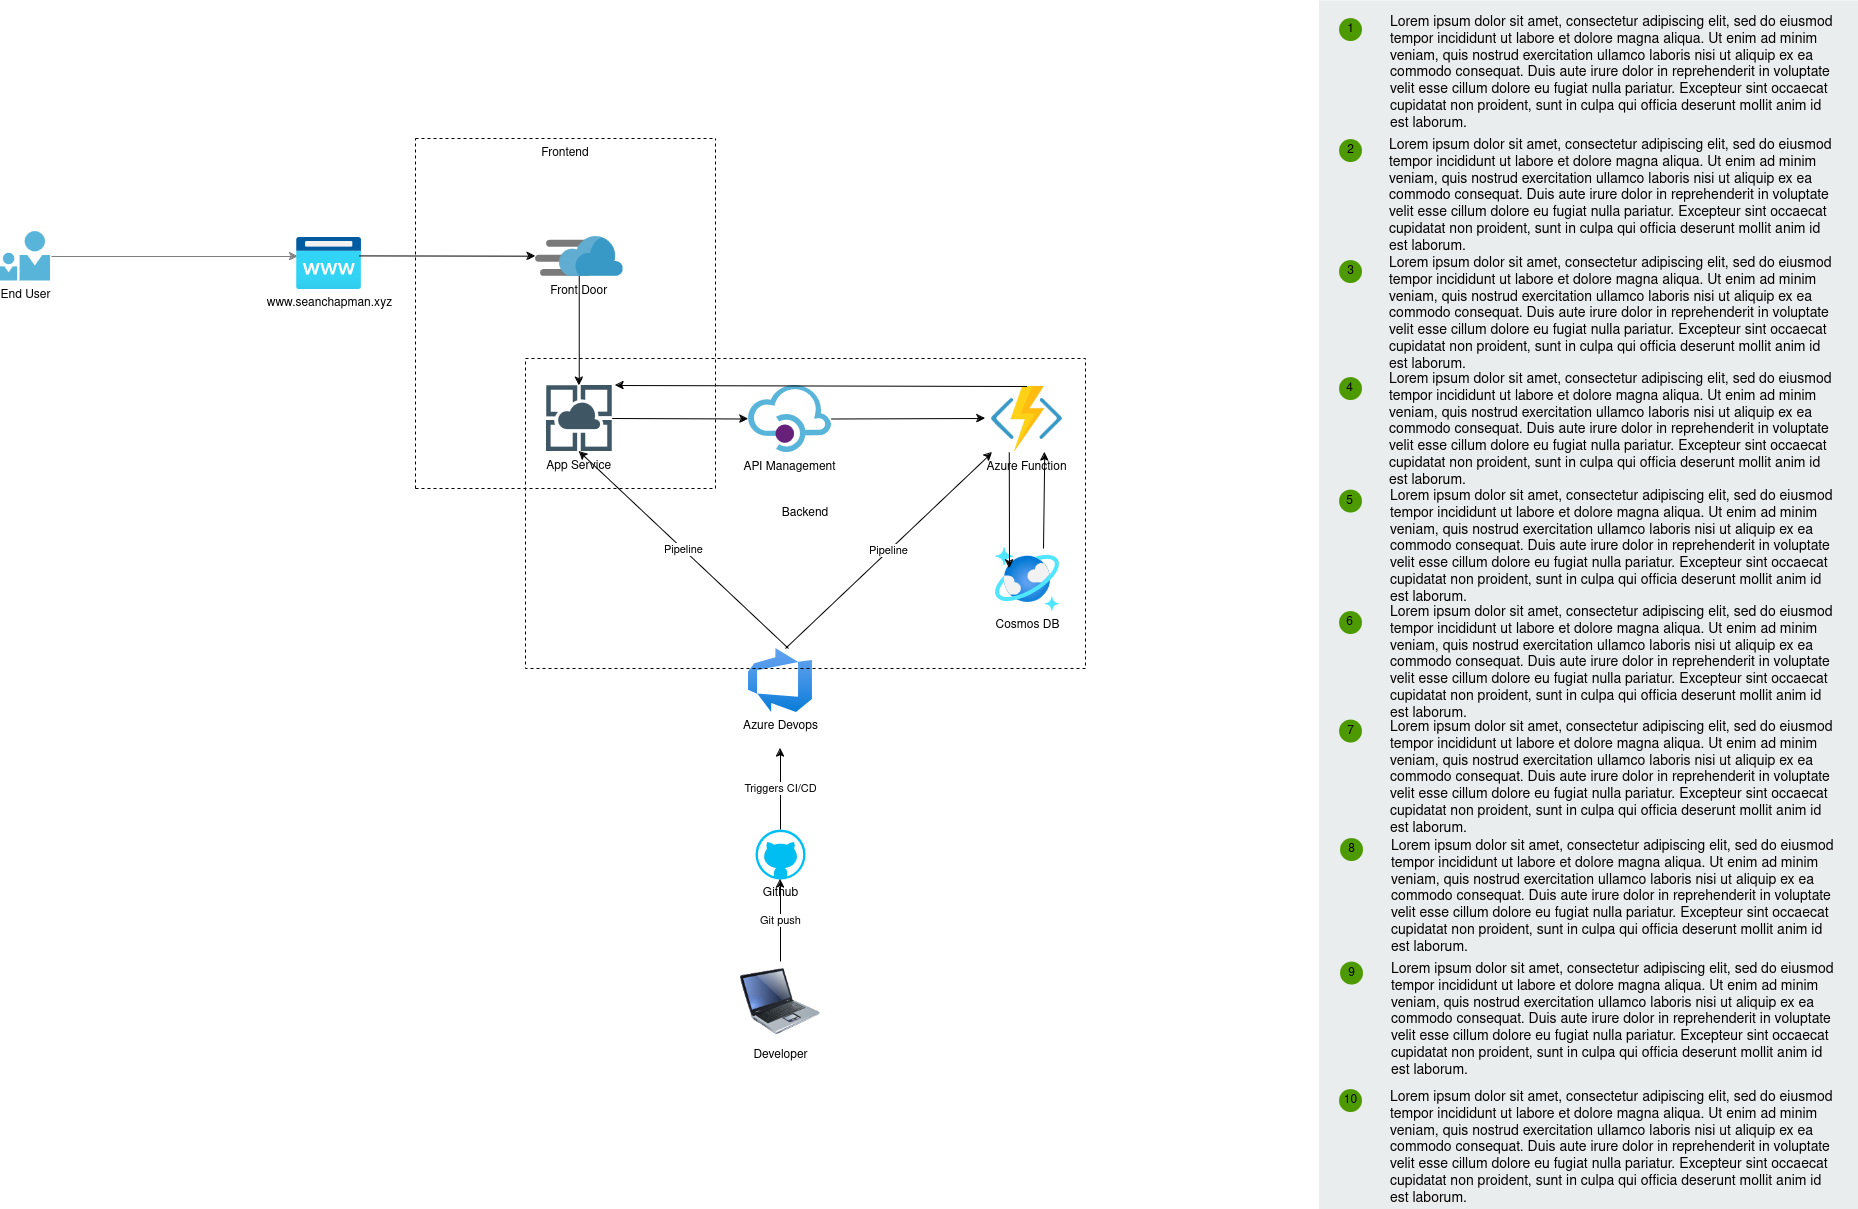 Frontend
End User
www
www.seanchapman.xyz
Front Door
App Service
API Management
Azure Function
Backend
Pipeline
Pipeline
Cosmos DB
Azure Devops
Triggers CI/CD
Github
Git push
Developer
1
Lorem ipsum dolor sit amet, consectetur adipiscing elit, sed do eiusmod
tempor incididunt ut labore et dolore magna aliqua. Ut enim ad minim
veniam, quis nostrud exercitation ullamco laboris nisi ut aliquip ex ea
commodo consequat. Duis aute irure dolor in reprehenderit in voluptate
velit esse cillum dolore eu fugiat nulla pariatur. Excepteur sint occaecat
cupidatat non proident, sunt in culpa qui officia deserunt mollit anim id
est laborum.
2
Lorem ipsum dolor sit amet, consectetur adipiscing elit, sed do eiusmod
tempor incididunt ut labore et dolore magna aliqua. Ut enim ad minim
veniam, quis nostrud exercitation ullamco laboris nisi ut aliquip ex ea
commodo consequat. Duis aute irure dolor in reprehenderit in voluptate
velit esse cillum dolore eu fugiat nulla pariatur. Excepteur sint occaecat
cupidatat non proident, sunt in culpa qui officia deserunt mollit anim id
est laborum.
3
Lorem ipsum dolor sit amet, consectetur adipiscing elit, sed do eiusmod
tempor incididunt ut labore et dolore magna aliqua. Ut enim ad minim
veniam, quis nostrud exercitation ullamco laboris nisi ut aliquip ex ea
commodo consequat. Duis aute irure dolor in reprehenderit in voluptate
velit esse cillum dolore eu fugiat nulla pariatur. Excepteur sint occaecat
cupidatat non proident, sunt in culpa qui officia deserunt mollit anim id
est laborum.
4
Lorem ipsum dolor sit amet, consectetur adipiscing elit, sed do eiusmod
tempor incididunt ut labore et dolore magna aliqua. Ut enim ad minim
veniam, quis nostrud exercitation ullamco laboris nisi ut aliquip ex ea
commodo consequat. Duis aute irure dolor in reprehenderit in voluptate
velit esse cillum dolore eu fugiat nulla pariatur. Excepteur sint occaecat
cupidatat non proident, sunt in culpa qui officia deserunt mollit anim id
est laborum.
5
Lorem ipsum dolor sit amet, consectetur adipiscing elit, sed do eiusmod
tempor incididunt ut labore et dolore magna aliqua. Ut enim ad minim
veniam, quis nostrud exercitation ullamco laboris nisi ut aliquip ex ea
commodo consequat. Duis aute irure dolor in reprehenderit in voluptate
velit esse cillum dolore eu fugiat nulla pariatur. Excepteur sint occaecat
cupidatat non proident, sunt in culpa qui officia deserunt mollit anim id
est laborum.
6
Lorem ipsum dolor sit amet, consectetur adipiscing elit, sed do eiusmod
tempor incididunt ut labore et dolore magna aliqua. Ut enim ad minim
veniam, quis nostrud exercitation ullamco laboris nisi ut aliquip ex ea
commodo consequat. Duis aute irure dolor in reprehenderit in voluptate
velit esse cillum dolore eu fugiat nulla pariatur. Excepteur sint occaecat
cupidatat non proident, sunt in culpa qui officia deserunt mollit anim id
est laborum.
7
Lorem ipsum dolor sit amet, consectetur adipiscing elit, sed do eiusmod
tempor incididunt ut labore et dolore magna aliqua. Ut enim ad minim
veniam, quis nostrud exercitation ullamco laboris nisi ut aliquip ex ea
commodo consequat. Duis aute irure dolor in reprehenderit in voluptate
velit esse cillum dolore eu fugiat nulla pariatur. Excepteur sint occaecat
cupidatat non proident, sunt in culpa qui officia deserunt mollit anim id
est laborum.
8
Lorem ipsum dolor sit amet, consectetur adipiscing elit, sed do eiusmod
tempor incididunt ut labore et dolore magna aliqua. Ut enim ad minim
veniam, quis nostrud exercitation ullamco laboris nisi ut aliquip ex ea
commodo consequat. Duis aute irure dolor in reprehenderit in voluptate
velit esse cillum dolore eu fugiat nulla pariatur. Excepteur sint occaecat
cupidatat non proident, sunt in culpa qui officia deserunt mollit anim id
est laborum.
9
Lorem ipsum dolor sit amet, consectetur adipiscing elit, sed do eiusmod
tempor incididunt ut labore et dolore magna aliqua. Ut enim ad minim
veniam, quis nostrud exercitation ullamco laboris nisi ut aliquip ex ea
commodo consequat. Duis aute irure dolor in reprehenderit in voluptate
velit esse cillum dolore eu fugiat nulla pariatur. Excepteur sint occaecat
cupidatat non proident, sunt in culpa qui officia deserunt mollit anim id
est laborum.
10
Lorem ipsum dolor sit amet, consectetur adipiscing elit, sed do eiusmod
tempor incididunt ut labore et dolore magna aliqua. Ut enim ad minim
veniam, quis nostrud exercitation ullamco laboris nisi ut aliquip ex ea
commodo consequat. Duis aute irure dolor in reprehenderit in voluptate
velit esse cillum dolore eu fugiat nulla pariatur. Excepteur sint occaecat
cupidatat non proident, sunt in culpa qui officia deserunt mollit anim id
est laborum.